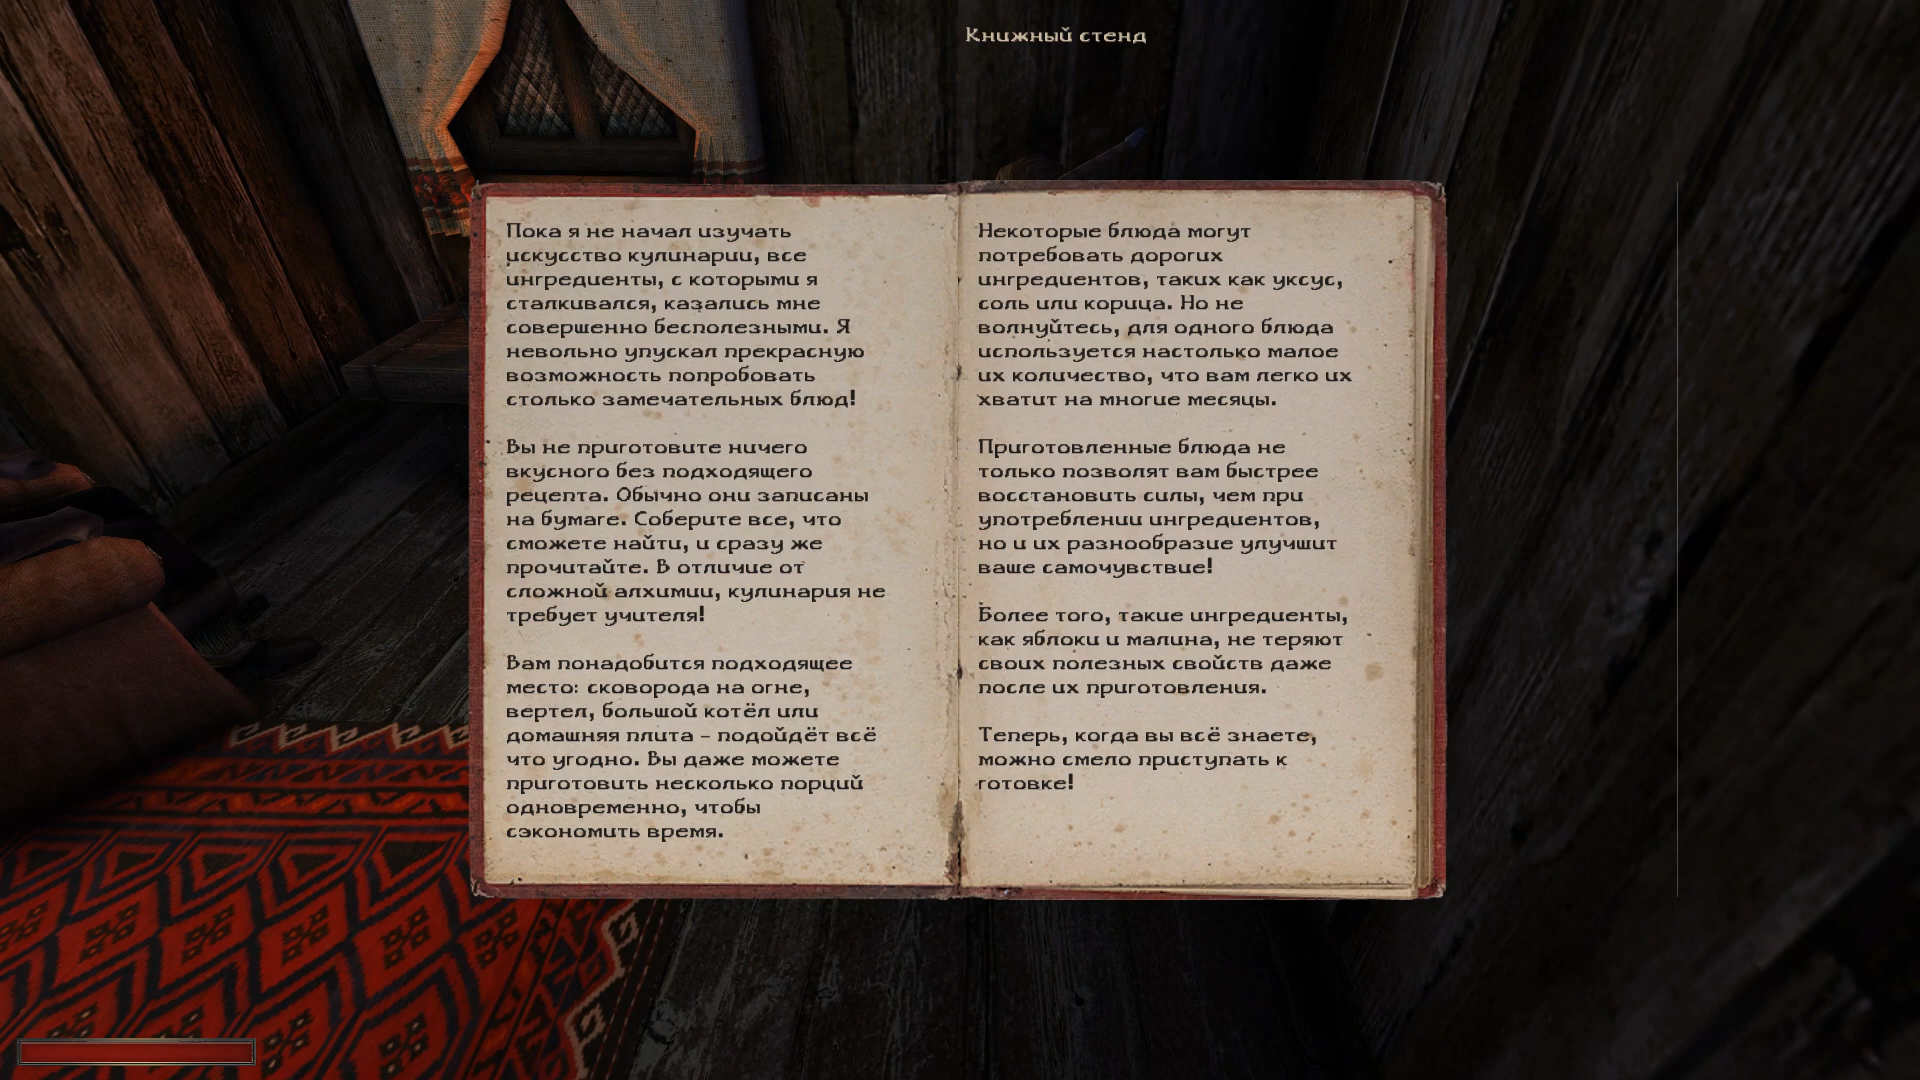 Книжный стенд
Пока я не начал изучать
искусство кулинарии, все
ингредиенты, с которыми я
сталкивался, казались мне
совершенно бесполезными. Я
невольно упускал прекрасную
возможность попробовать
столько замечательных блюд!
Вы не приготовите ничего
вкусного без подходящего
рецепта. Обычно они записаны
на бумаге. Соберите все, что
сможете найти, и сразу же
прочитайте. В отличие от
сложной алхимии, кулинария не
требует учителя!
Вам понадобится подходящее
место: сковорода на огне,
вертел, большой котёл или
домашняя плита – подойдёт всё
что угодно. Вы даже можете
приготовить несколько порций
одновременно, чтобы
сэкономить время.
Некоторые блюда могут
потребовать дорогих
ингредиентов, таких как уксус,
соль или корица. Но не
волнуйтесь, для одного блюда
используется настолько малое
их количество, что вам легко их
хватит на многие месяцы.
Приготовленные блюда не
только позволят вам быстрее
восстановить силы, чем при
употреблении ингредиентов,
но и их разнообразие улучшит
ваше самочувствие!
Более того, такие ингредиенты,
как яблоки и малина, не теряют
своих полезных свойств даже
после их приготовления.
Теперь, когда вы всё знаете,
можно смело приступать к
готовке!